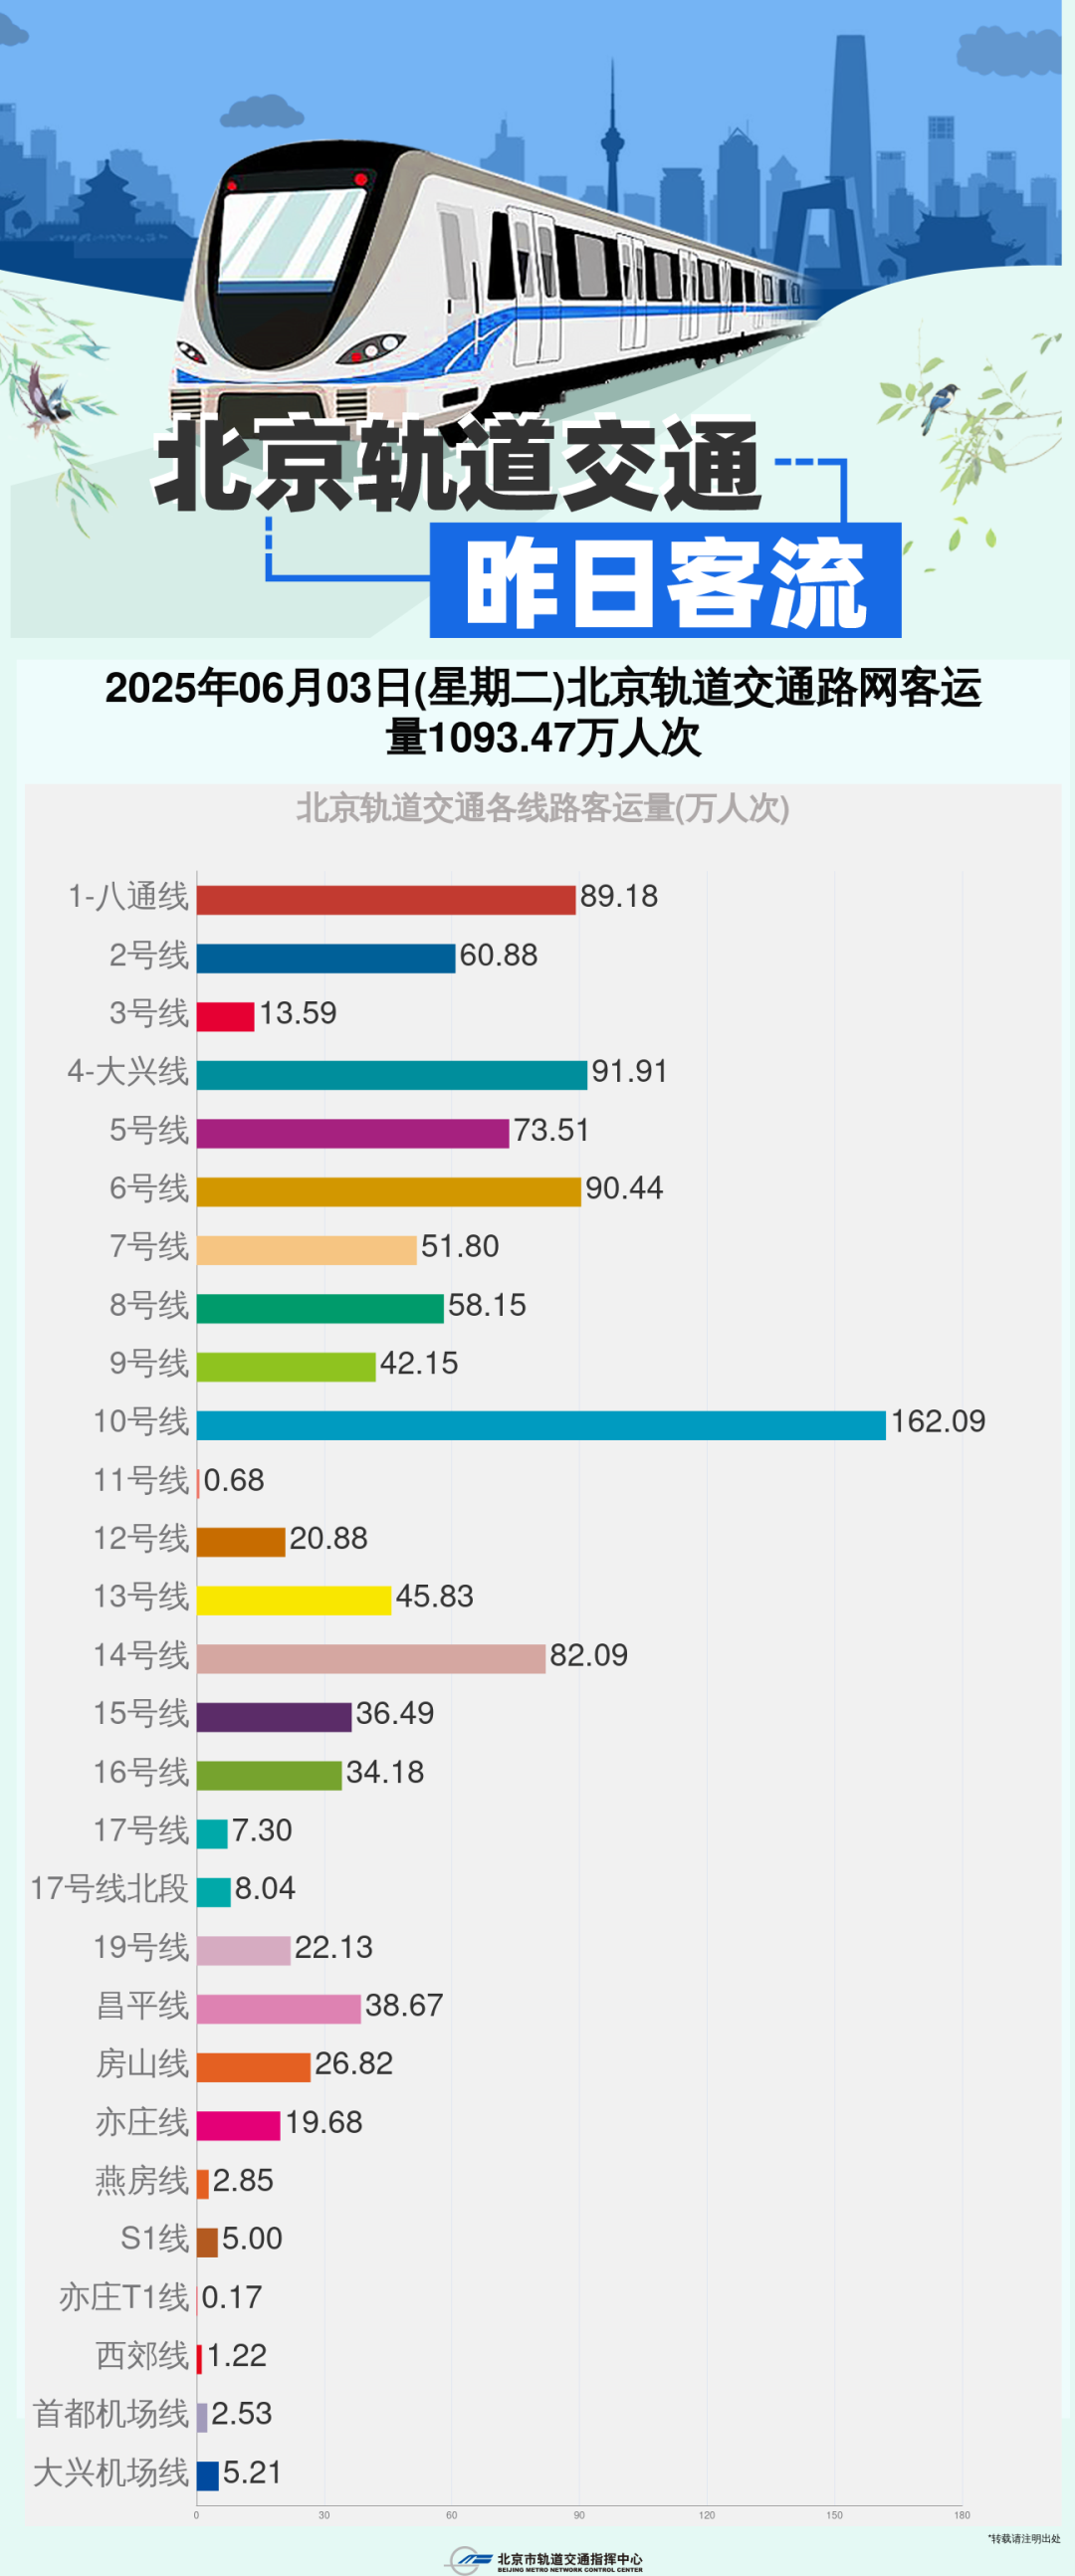 北京轨道交通
昨日客流
2025年06月03日(星期二)北京轨道交通路网客运
量1093.47万人次
北京轨道交通各线路客运量(万人次)
1-八通线 89.18
2号线 60.88
3号线 13.59
4-大兴线 91.91
5号线 73.51
6号线 90.44
7号线 51.80
8号线 58.15
9号线 42.15
10号线 162.09
11号线 0.68
12号线 20.88
13号线 45.83
14号线 82.09
15号线 36.49
16号线 34.18
17号线 7.30
17号线北段 8.04
19号线 22.13
昌平线 38.67
房山线 26.82
亦庄线 19.68
燕房线 2.85
S1线 5.00
亦庄T1线 0.17
西郊线 1.22
首都机场线 2.53
大兴机场线 5.21
0 30 60 90 120 150 180
*转载请注明出处
北京市轨道交通指挥中心
BEIJING METRO NETWORK CONTROL CENTER